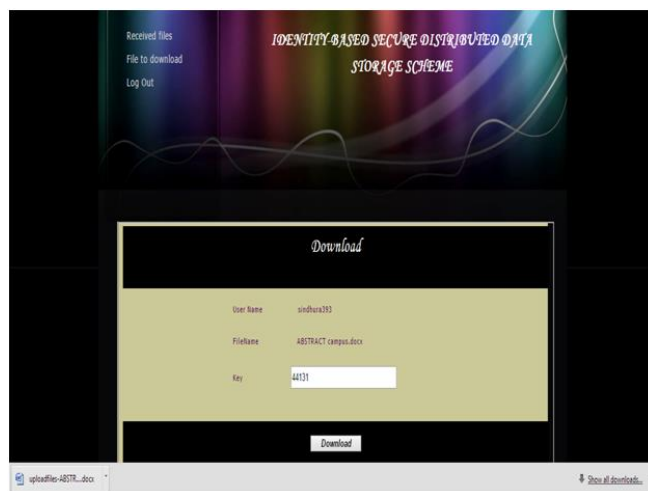 Received files
File to download
Log Out
IDENTITY-BASED SECURE DISTRIBUTED DATA
STORAGE SCHEME
Download
User Name sindhura393
FileName ABSTRACT campus.docx
Key 44131
Download
uploadfiles-ABSTR....docx
Show all downloads...